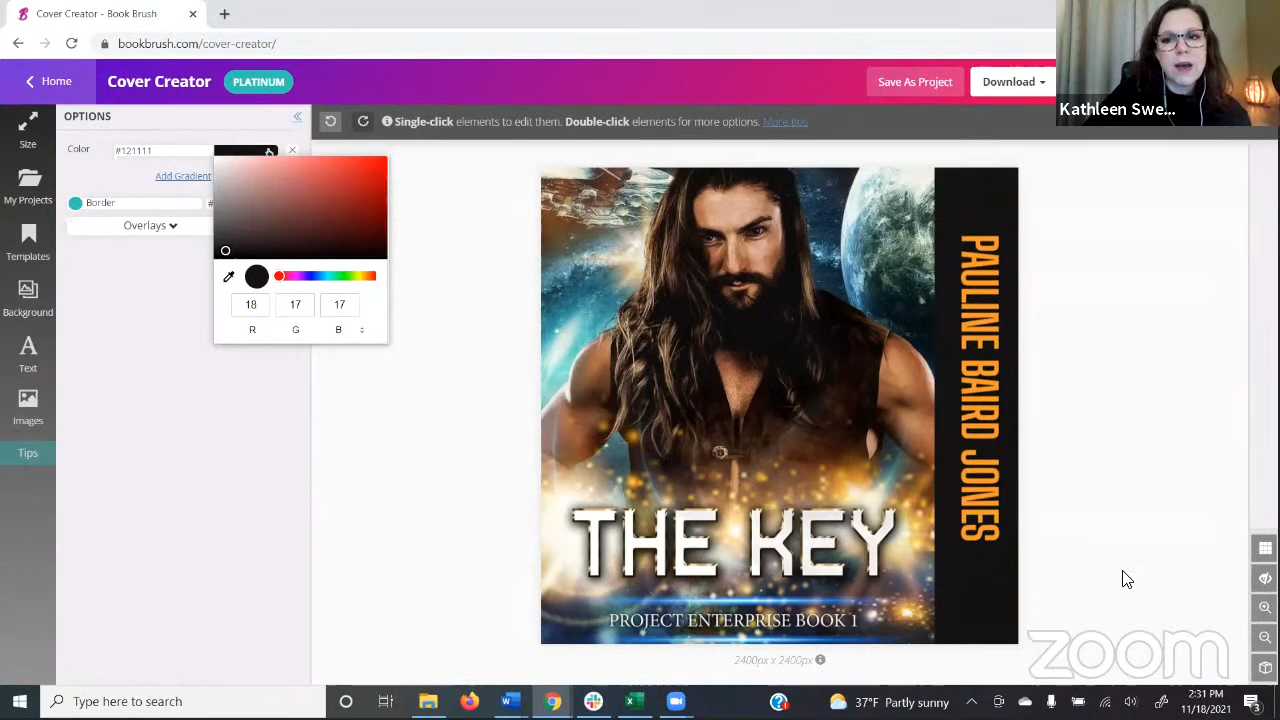 Cover Creator - Book Brush
bookbrush.com/cover-creator/
Home
Cover Creator
PLATINUM
Save As Project
Download
Kathleen Swe...
OPTIONS
Single-click elements to edit them. Double-click elements for more options. More tips
Size
My Projects
Templates
Background
Text
Images
Tips
Color
#121111
Add Gradient
Border
#
Overlays
18
17
17
R
G
B
PAULINE BAIRD JONES
THE KEY
PROJECT ENTERPRISE BOOK 1
2400px x 2400px
zoom
Type here to search
37°F Partly sunny
2:31 PM
11/18/2021
3